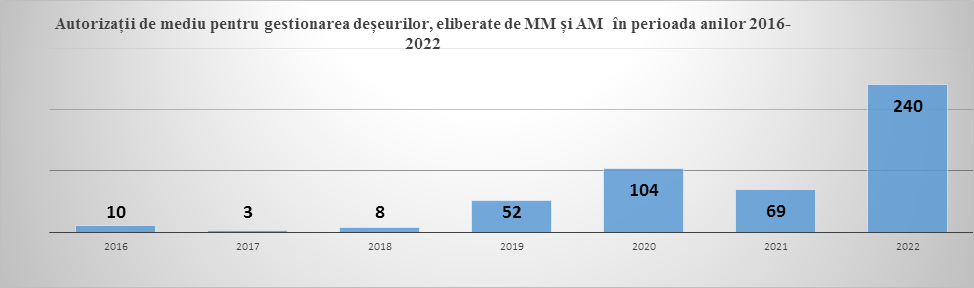 Autorizații de mediu pentru gestionarea deșeurilor, eliberate de MM și AM în perioada anilor 2016-
2022
10 3 8 52 104 69 240
2016 2017 2018 2019 2020 2021 2022